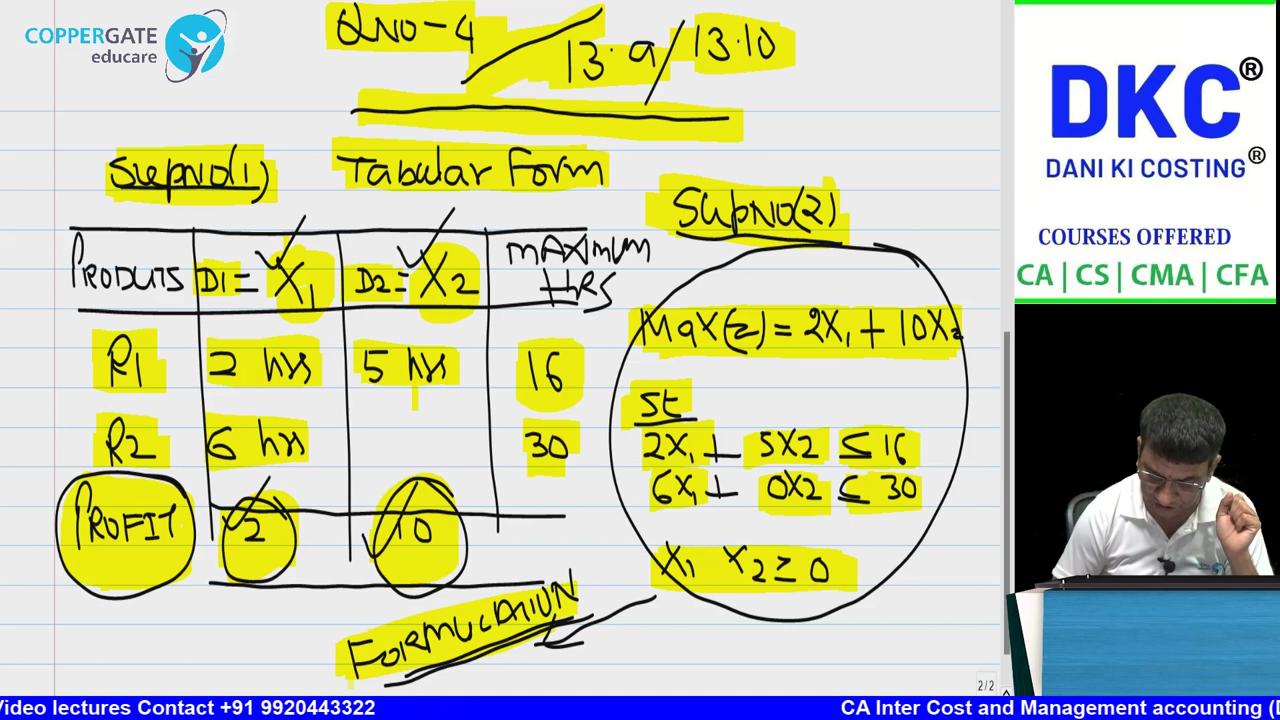 COPPERGATE
educare
QNO-4
13.9/13.10
StepNO(1) Tabular Form
StepNO(2)
PRODUTS D1= X1 D2= X2 MAXIMUM HRS
R1 2 hrs 5 hrs 16
R2 6 hrs 30
PROFIT 2 10
Max(z) = 2X1 + 10X2
St
2X1 + 5X2 ≤ 16
6X1 + 0X2 ≤ 30
X1 X2 ≥ 0
FORMULATION
2/2
DKC®
DANI KI COSTING®
COURSES OFFERED
CA | CS | CMA | CFA
Video lectures Contact +91 9920443322
CA Inter Cost and Management accounting (